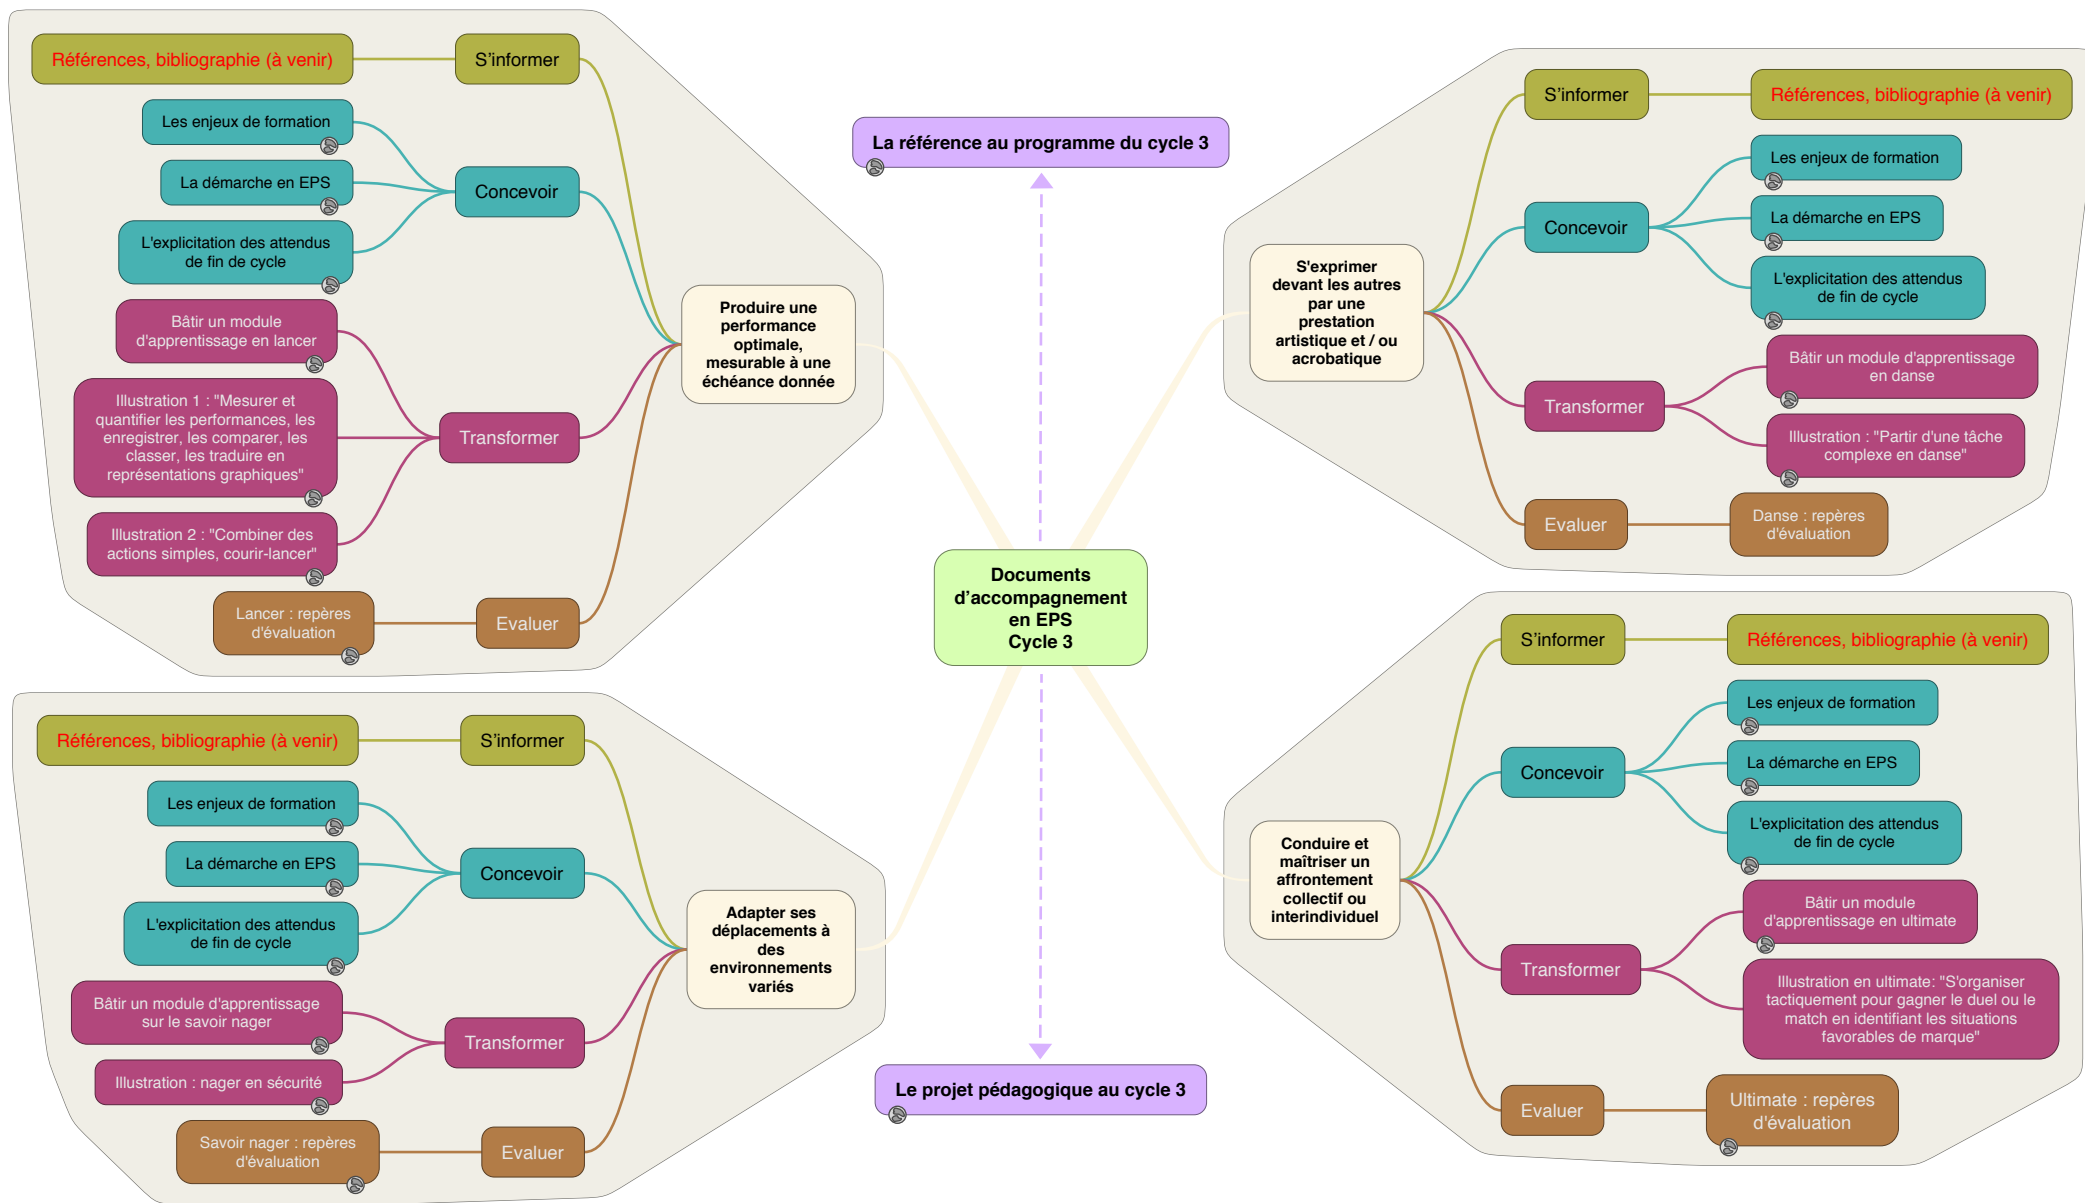 Références, bibliographie (à venir)
S'informer
Les enjeux de formation
La démarche en EPS
L'explicitation des attendus
de fin de cycle
Concevoir
Bâtir un module
d'apprentissage en lancer
Illustration 1 : "Mesurer et
quantifier les performances, les
enregistrer, les comparer, les
classer, les traduire en
représentations graphiques"
Illustration 2 : "Combiner des
actions simples, courir-lancer"
Transformer
Lancer : repères
d'évaluation
Evaluer
Produire une
performance
optimale,
mesurable à une
échéance donnée
La référence au programme du cycle 3
S'exprimer
devant les autres
par une
prestation
artistique et / ou
acrobatique
S'informer
Références, bibliographie (à venir)
Concevoir
Les enjeux de formation
La démarche en EPS
L'explicitation des attendus
de fin de cycle
Transformer
Bâtir un module d'apprentissage
en danse
Illustration : "Partir d'une tâche
complexe en danse"
Evaluer
Danse : repères
d'évaluation
Documents
d’accompagnement
en EPS
Cycle 3
Références, bibliographie (à venir)
S'informer
Les enjeux de formation
La démarche en EPS
L'explicitation des attendus
de fin de cycle
Concevoir
Bâtir un module d'apprentissage
sur le savoir nager
Illustration : nager en sécurité
Transformer
Savoir nager : repères
d'évaluation
Evaluer
Adapter ses
déplacements à
des
environnements
variés
Le projet pédagogique au cycle 3
Conduire et
maîtriser un
affrontement
collectif ou
interindividuel
S'informer
Références, bibliographie (à venir)
Concevoir
Les enjeux de formation
La démarche en EPS
L'explicitation des attendus
de fin de cycle
Transformer
Bâtir un module
d'apprentissage en ultimate
Illustration en ultimate: "S'organiser
tactiquement pour gagner le duel ou le
match en identifiant les situations
favorables de marque"
Evaluer
Ultimate : repères
d'évaluation